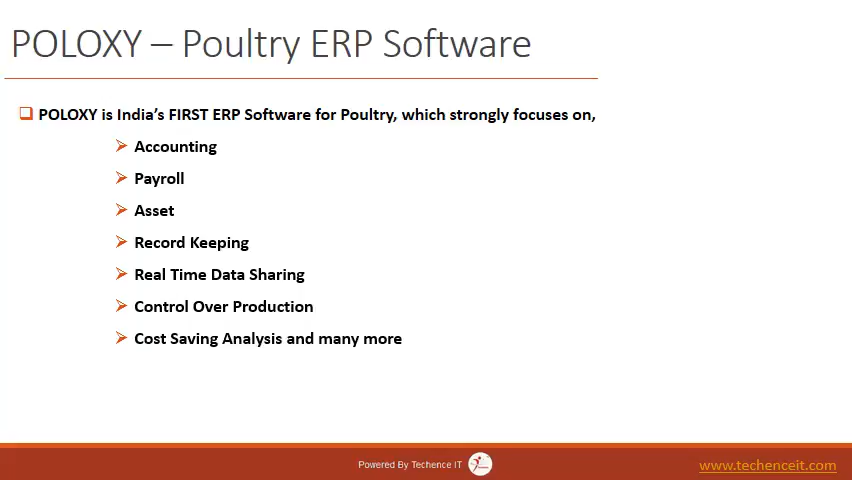 POLOXY – Poultry ERP Software
POLOXY is India's FIRST ERP Software for Poultry, which strongly focuses on,
Accounting
Payroll
Asset
Record Keeping
Real Time Data Sharing
Control Over Production
Cost Saving Analysis and many more
Powered By Techence IT
www.techenceit.com